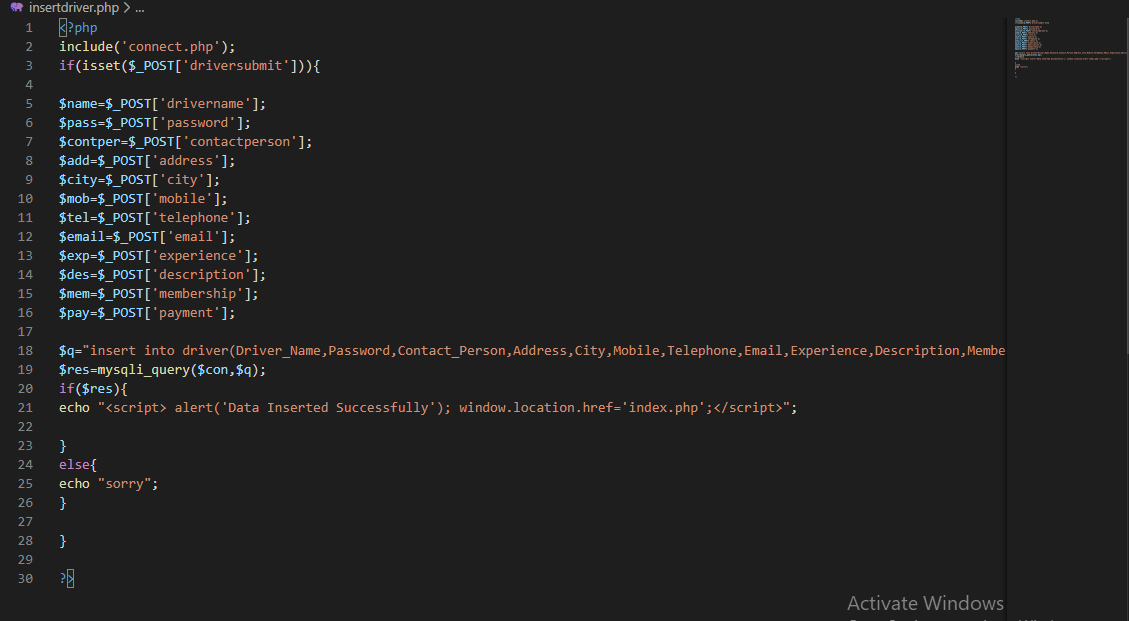 insertdriver.php > ...
1 <?php
2 include('connect.php');
3 if(isset($_POST['driversubmit'])){
4
5 $name=$_POST['drivername'];
6 $pass=$_POST['password'];
7 $contper=$_POST['contactperson'];
8 $add=$_POST['address'];
9 $city=$_POST['city'];
10 $mob=$_POST['mobile'];
11 $tel=$_POST['telephone'];
12 $email=$_POST['email'];
13 $exp=$_POST['experience'];
14 $des=$_POST['description'];
15 $mem=$_POST['membership'];
16 $pay=$_POST['payment'];
17
18 $q="insert into driver(Driver_Name,Password,Contact_Person,Address,City,Mobile,Telephone,Email,Experience,Description,Membe
19 $res=mysqli_query($con,$q);
20 if($res){
21 echo "<script> alert('Data Inserted Successfully'); window.location.href='index.php';</script>";
22
23 }
24 else{
25 echo "sorry";
26 }
27
28 }
29
30 ?>
Activate Windows